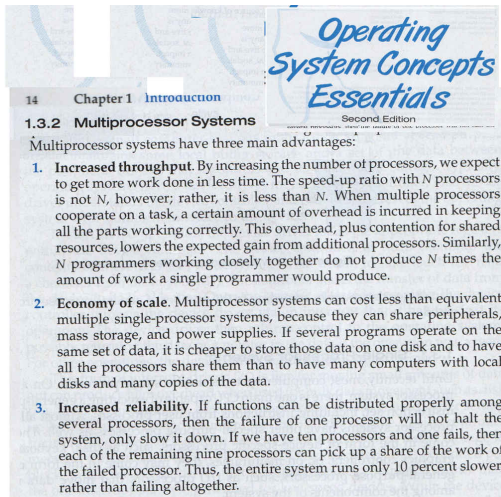 Operating
System Concepts
Essentials
Second Edition
14 Chapter 1 Introduction
1.3.2 Multiprocessor Systems
Multiprocessor systems have three main advantages:
1. Increased throughput. By increasing the number of processors, we expect
to get more work done in less time. The speed-up ratio with N processors
is not N, however; rather, it is less than N. When multiple processors
cooperate on a task, a certain amount of overhead is incurred in keeping
all the parts working correctly. This overhead, plus contention for shared
resources, lowers the expected gain from additional processors. Similarly,
N programmers working closely together do not produce N times the
amount of work a single programmer would produce.
2. Economy of scale. Multiprocessor systems can cost less than equivalent
multiple single-processor systems, because they can share peripherals,
mass storage, and power supplies. If several programs operate on the
same set of data, it is cheaper to store those data on one disk and to have
all the processors share them than to have many computers with local
disks and many copies of the data.
3. Increased reliability. If functions can be distributed properly among
several processors, then the failure of one processor will not halt the
system, only slow it down. If we have ten processors and one fails, then
each of the remaining nine processors can pick up a share of the work of
the failed processor. Thus, the entire system runs only 10 percent slower,
rather than failing altogether.